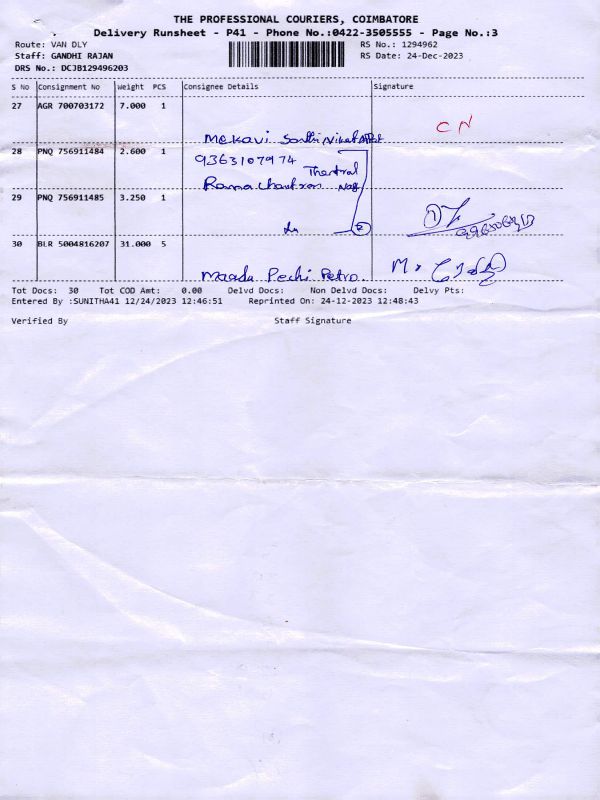 THE PROFESSIONAL COURIERS, COIMBATORE
Delivery Runsheet - P41 - Phone No.:0422-3505555 - Page No.:3
Route: VAN DLY
RS No.: 1294962
Staff: GANDHI RAJAN
RS Date: 24-Dec-2023
DRS No.: DCJB129496203
S No Consignment No Weight PCS Consignee Details Signature
27 AGR 700703172 7.000 1
CN
28 PNQ 756911484 2.600 1
9363107974
29 PNQ 756911485 3.250 1
②
30 BLR 5004816207 31.000 5
Maada Pechi Petro
Tot Docs: 30 Tot COD Amt: 0.00 Delvd Docs: Non Delvd Docs: Delvy Pts:
Entered By :SUNITHA41 12/24/2023 12:46:51 Reprinted On: 24-12-2023 12:48:43
Verified By Staff Signature